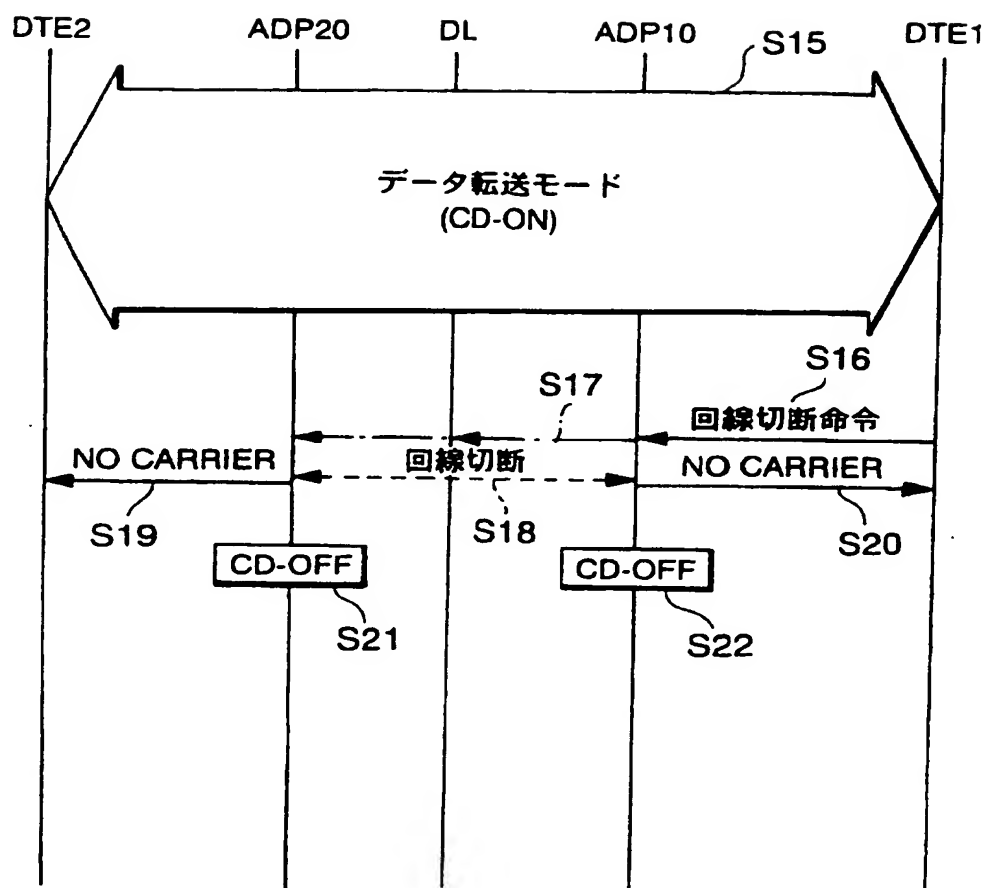 DTE2 ADP20 DL ADP10 DTE1
S15
データ転送モード
(CD-ON)
S16
S17
回線切断命令
NO CARRIER 回線切断 NO CARRIER
S19 S18 S20
CD-OFF CD-OFF
S21 S22